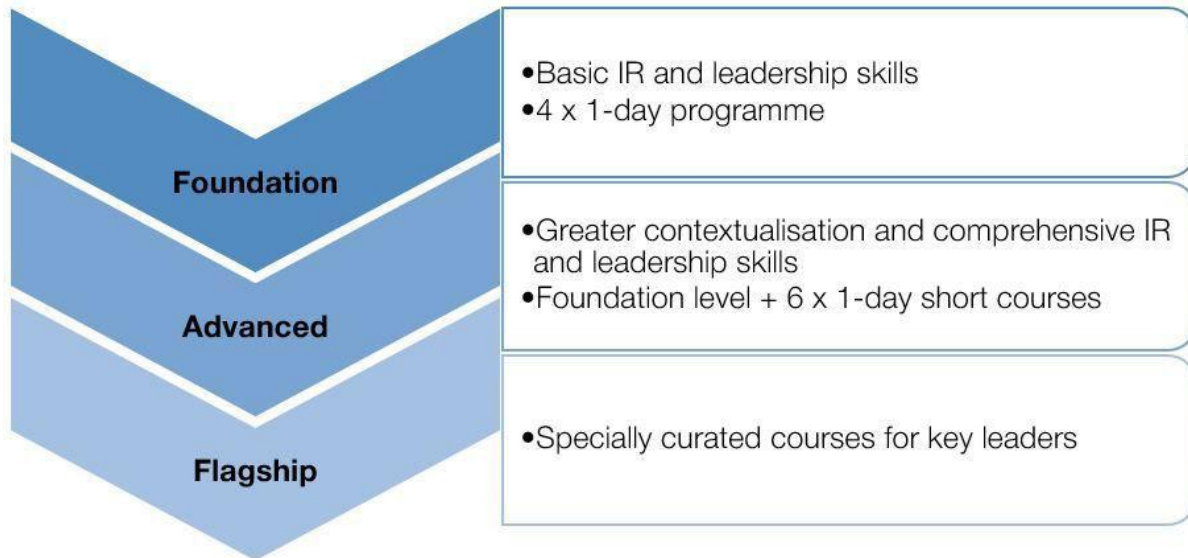 Foundation
•Basic IR and leadership skills
•4 x 1-day programme
Advanced
•Greater contextualisation and comprehensive IR
and leadership skills
•Foundation level + 6 x 1-day short courses
Flagship
•Specially curated courses for key leaders